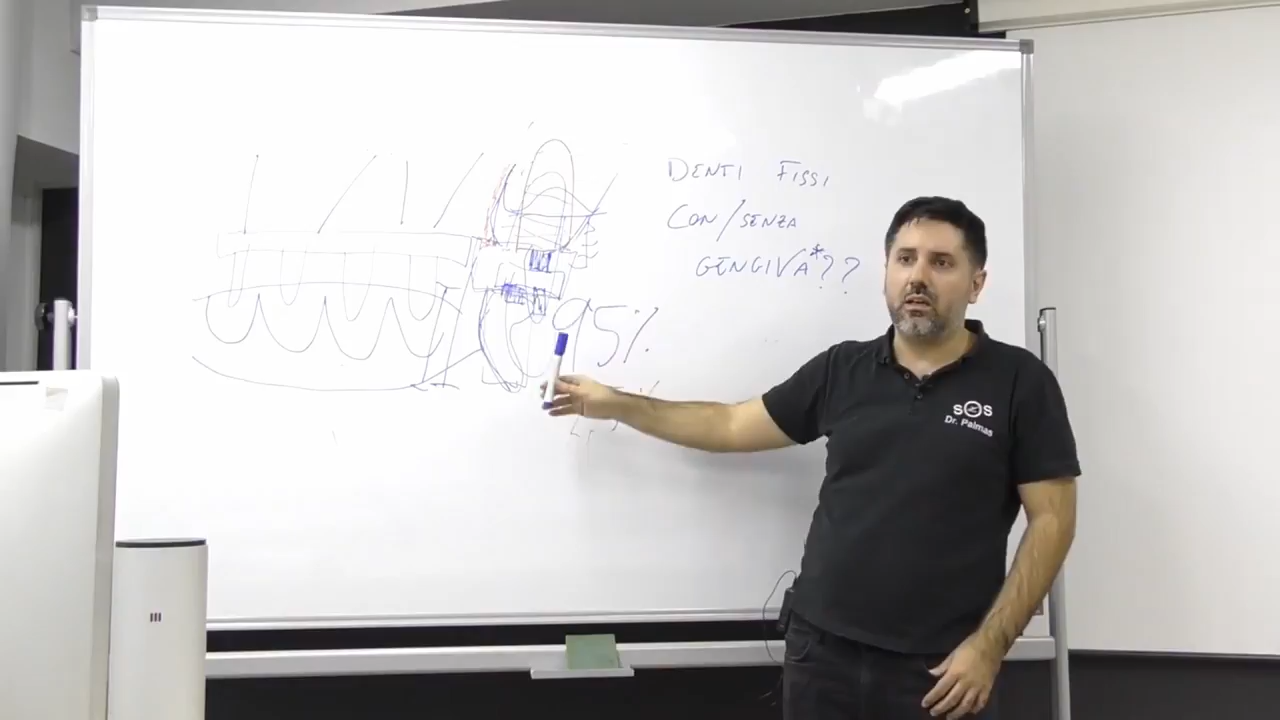 DENTI FISSI
CON/SENZA
GENGIVA*??
95%
SOS
Dr. Palmas